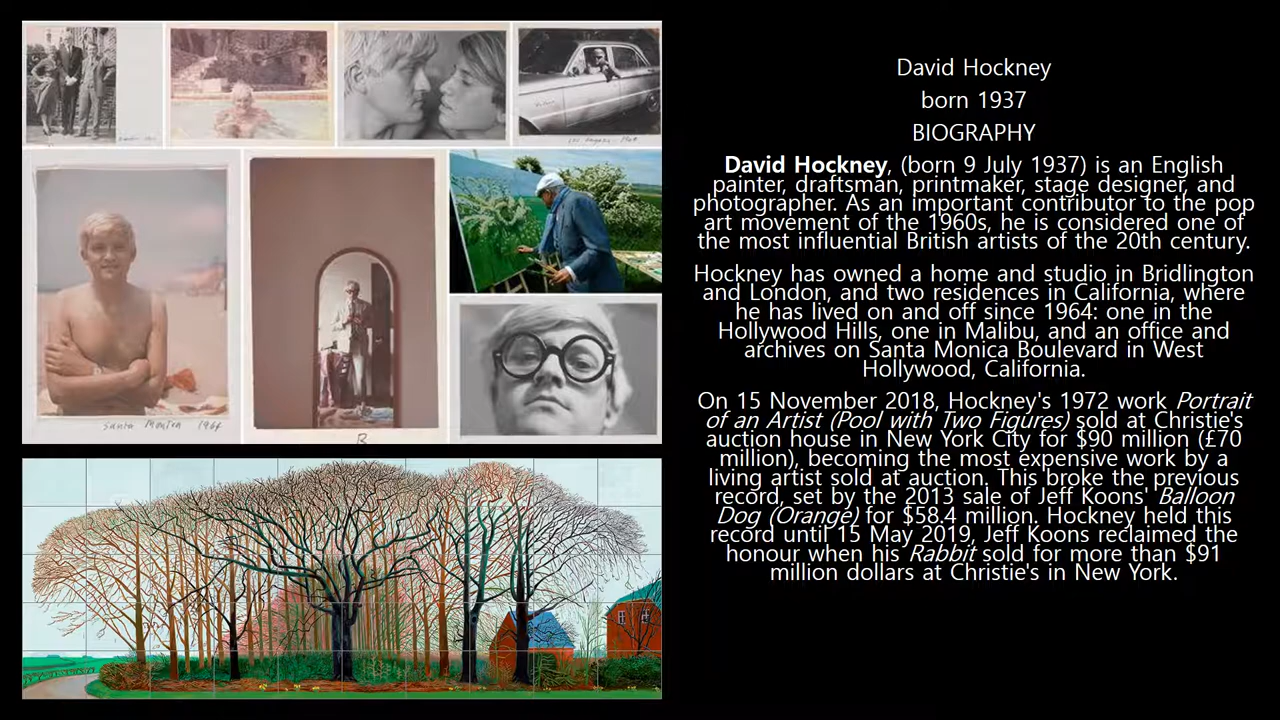 Los Angeles 1964
Santa Monica 1964
David Hockney
born 1937
BIOGRAPHY
David Hockney, (born 9 July 1937) is an English
painter, draftsman, printmaker, stage designer, and
photographer. As an important contributor to the pop
art movement of the 1960s, he is considered one of
the most influential British artists of the 20th century.
Hockney has owned a home and studio in Bridlington
and London, and two residences in California, where
he has lived on and off since 1964: one in the
Hollywood Hills, one in Malibu, and an office and
archives on Santa Monica Boulevard in West
Hollywood, California.
On 15 November 2018, Hockney's 1972 work Portrait
of an Artist (Pool with Two Figures) sold at Christie's
auction house in New York City for $90 million (£70
million), becoming the most expensive work by a
living artist sold at auction. This broke the previous
record, set by the 2013 sale of Jeff Koons' Balloon
Dog (Orange) for $58.4 million. Hockney held this
record until 15 May 2019, Jeff Koons reclaimed the
honour when his Rabbit sold for more than $91
million dollars at Christie's in New York.